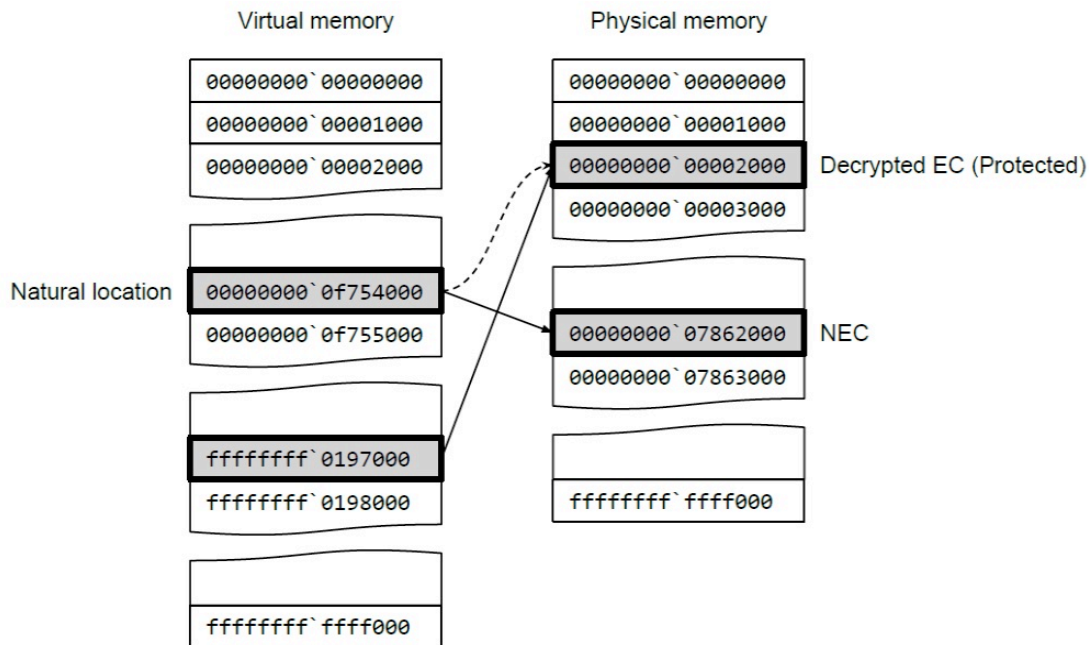 Virtual memory
Physical memory
00000000`00000000
00000000`00001000
00000000`00002000
Natural location
00000000`0f754000
00000000`0f755000
ffffffff`0197000
ffffffff`0198000
ffffffff`ffff000
00000000`00000000
00000000`00001000
00000000`00002000
Decrypted EC (Protected)
00000000`00003000
00000000`07862000
NEC
00000000`07863000
ffffffff`ffff000